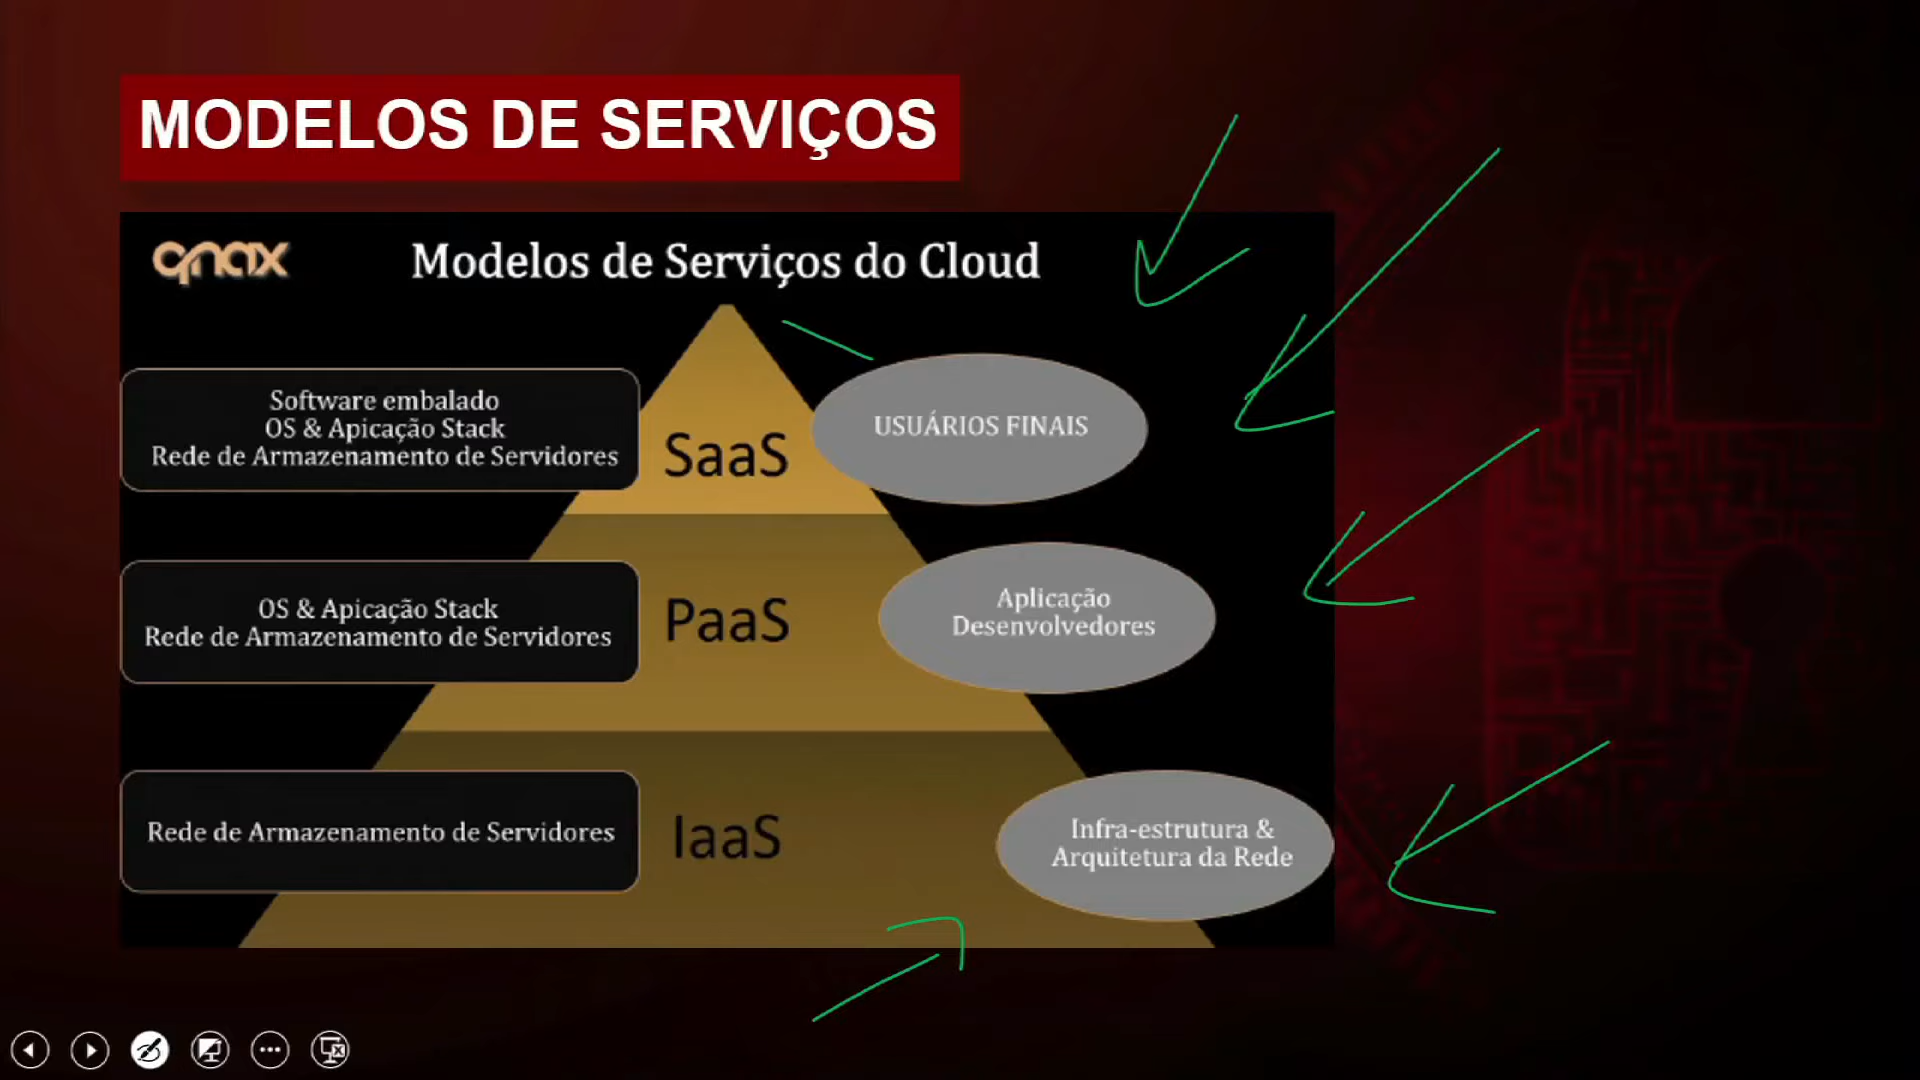 MODELOS DE SERVIÇOS
qnax
Modelos de Serviços do Cloud
Software embalado
OS & Apicação Stack
Rede de Armazenamento de Servidores
SaaS
USUÁRIOS FINAIS
OS & Apicação Stack
Rede de Armazenamento de Servidores
PaaS
Aplicação
Desenvolvedores
Rede de Armazenamento de Servidores
IaaS
Infra-estrutura &
Arquitetura da Rede